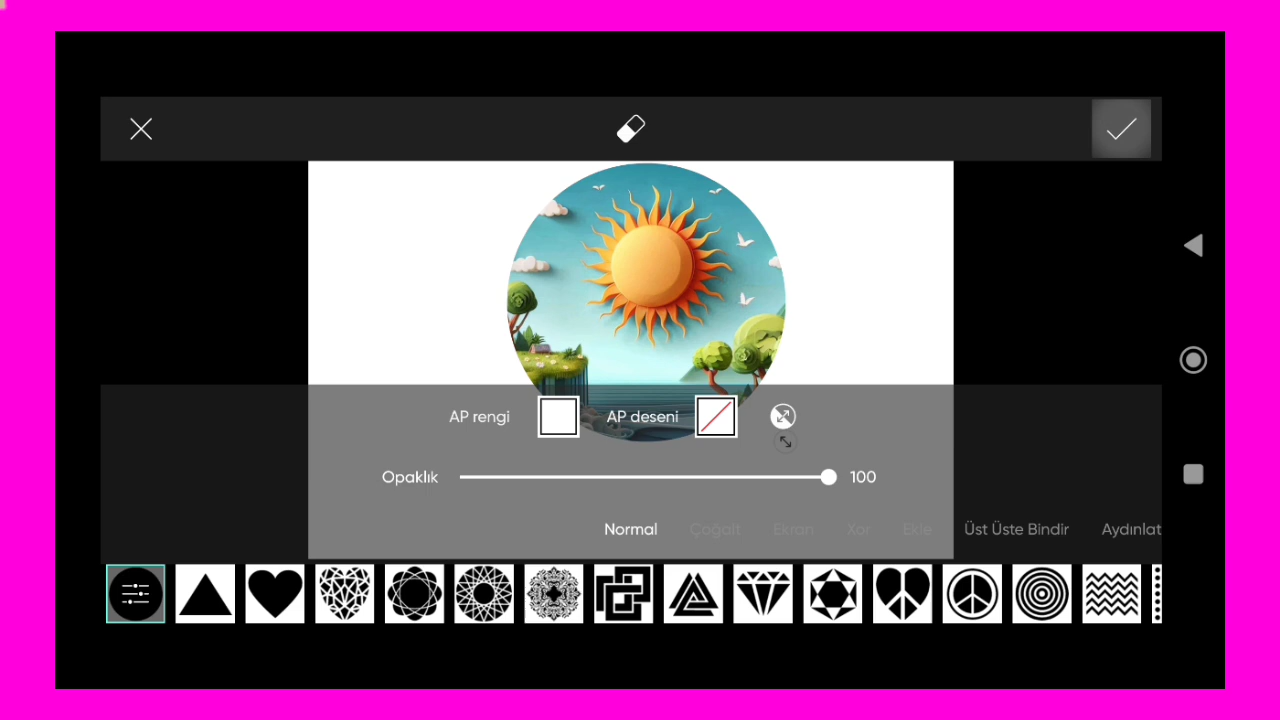 AP rengi AP deseni
Opaklık 100
Normal Çoğalt Ekran Xor Ekle Üst Üste Bindir Aydınlat